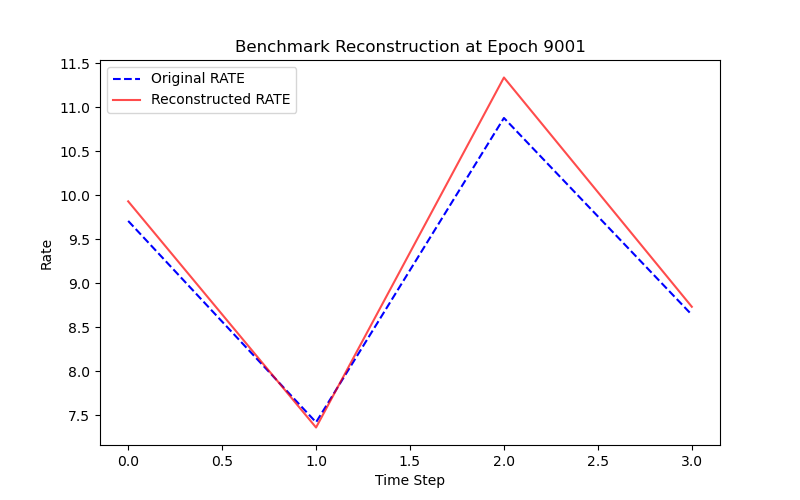 Benchmark Reconstruction at Epoch 9001
Original RATE
Reconstructed RATE
11.5
11.0
10.5
10.0
9.5
9.0
8.5
8.0
7.5
Rate
0.0 0.5 1.0 1.5 2.0 2.5 3.0
Time Step